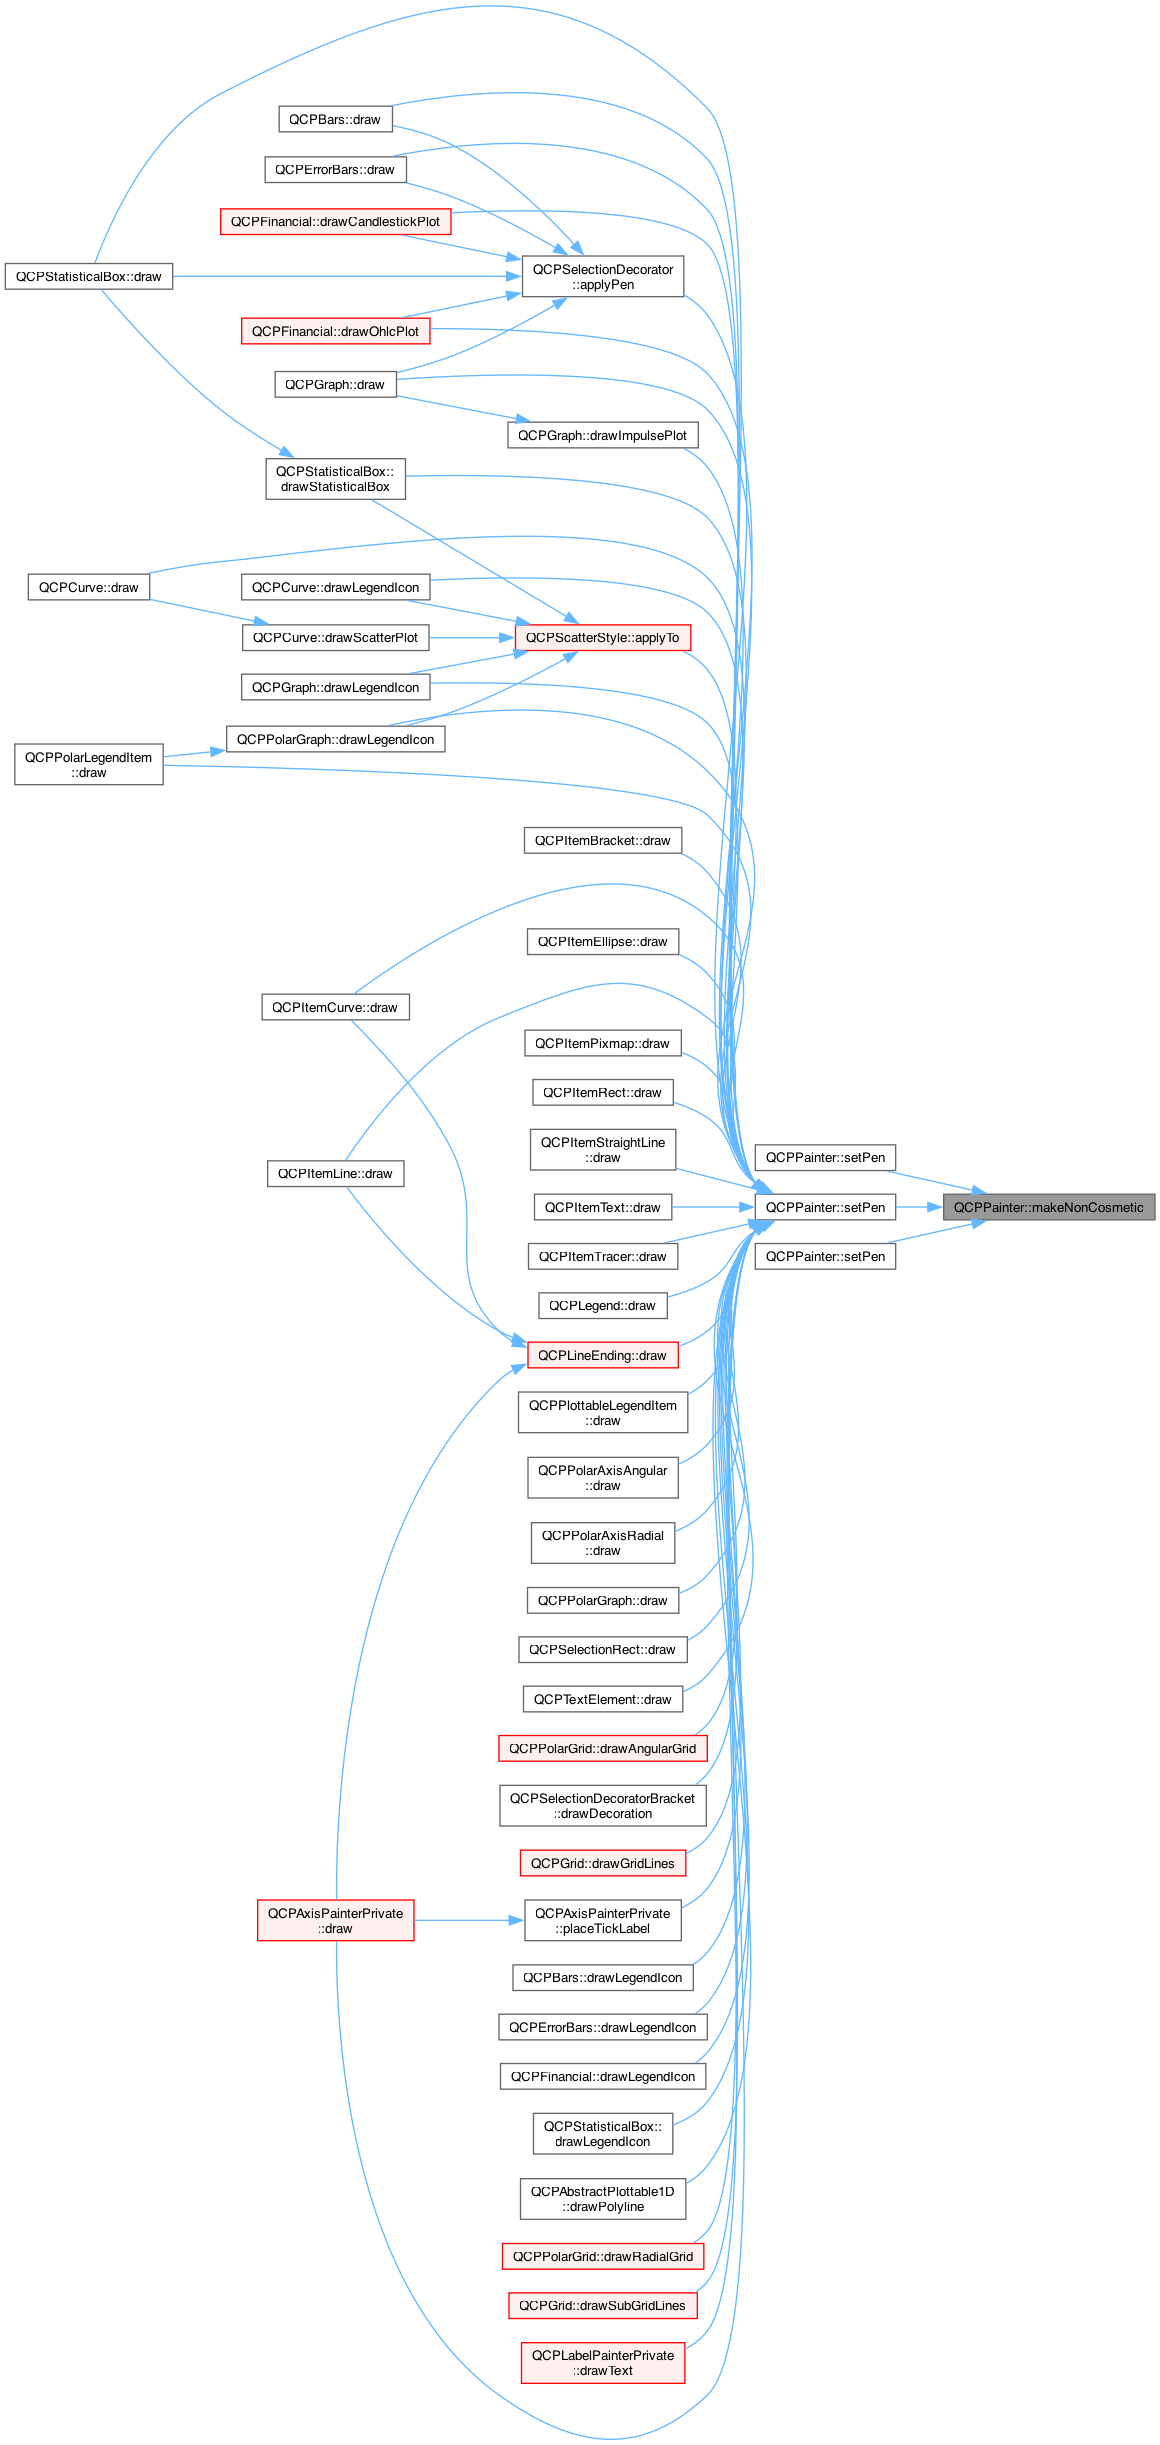 QCPBars::draw
QCPErrorBars::draw
QCPFinancial::drawCandlestickPlot
QCPSelectionDecorator
::applyPen
QCPStatisticalBox::draw
QCPFinancial::drawOhlcPlot
QCPGraph::draw
QCPGraph::drawImpulsePlot
QCPStatisticalBox::
drawStatisticalBox
QCPCurve::draw
QCPCurve::drawLegendIcon
QCPCurve::drawScatterPlot
QCPScatterStyle::applyTo
QCPGraph::drawLegendIcon
QCPPolarGraph::drawLegendIcon
QCPPolarLegendItem
::draw
QCPItemBracket::draw
QCPItemEllipse::draw
QCPItemCurve::draw
QCPItemPixmap::draw
QCPItemRect::draw
QCPItemStraightLine
::draw
QCPPainter::setPen
QCPItemLine::draw
QCPItemText::draw
QCPPainter::setPen
QCPPainter::makeNonCosmetic
QCPItemTracer::draw
QCPPainter::setPen
QCPLegend::draw
QCPLineEnding::draw
QCPPlottableLegendItem
::draw
QCPPolarAxisAngular
::draw
QCPPolarAxisRadial
::draw
QCPPolarGraph::draw
QCPSelectionRect::draw
QCPTextElement::draw
QCPPolarGrid::drawAngularGrid
QCPSelectionDecoratorBracket
::drawDecoration
QCPGrid::drawGridLines
QCPAxisPainterPrivate
::draw
QCPAxisPainterPrivate
::placeTickLabel
QCPBars::drawLegendIcon
QCPErrorBars::drawLegendIcon
QCPFinancial::drawLegendIcon
QCPStatisticalBox::
drawLegendIcon
QCPAbstractPlottable1D
::drawPolyline
QCPPolarGrid::drawRadialGrid
QCPGrid::drawSubGridLines
QCPLabelPainterPrivate
::drawText